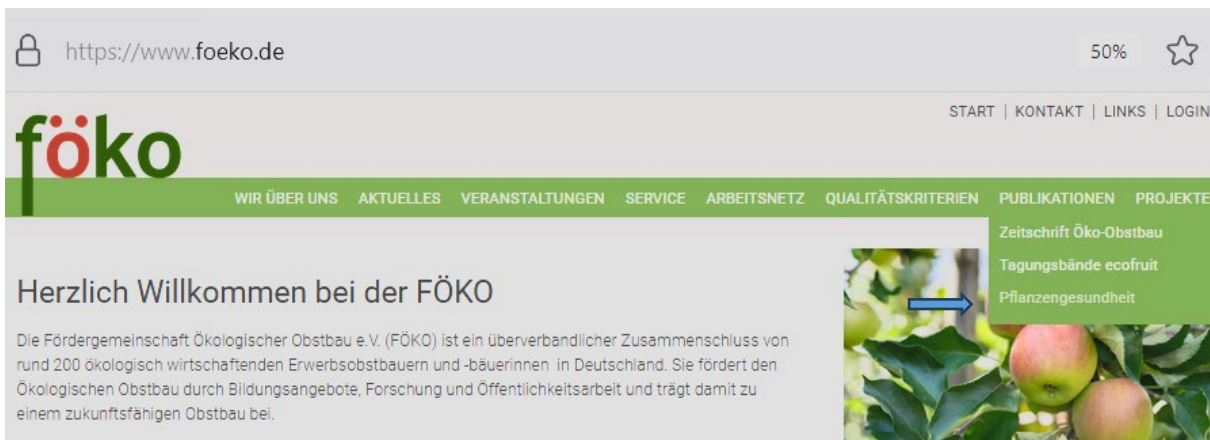 https://www.foeko.de 50%
START | KONTAKT | LINKS | LOGIN
föko
WIR ÜBER UNS AKTUELLES VERANSTALTUNGEN SERVICE ARBEITSNETZ QUALITÄTSKRITERIEN PUBLIKATIONEN PROJEKTE
Zeitschrift Öko-Obstbau
Tagungsbände ecofruit
Pflanzengesundheit
Herzlich Willkommen bei der FÖKO
Die Fördergemeinschaft Ökologischer Obstbau e.V. (FÖKO) ist ein überverbandlicher Zusammenschluss von
rund 200 ökologisch wirtschaftenden Erwerbsobstbauern und -bäuerinnen in Deutschland. Sie fördert den
Ökologischen Obstbau durch Bildungsangebote, Forschung und Öffentlichkeitsarbeit und trägt damit zu
einem zukunftsfähigen Obstbau bei.